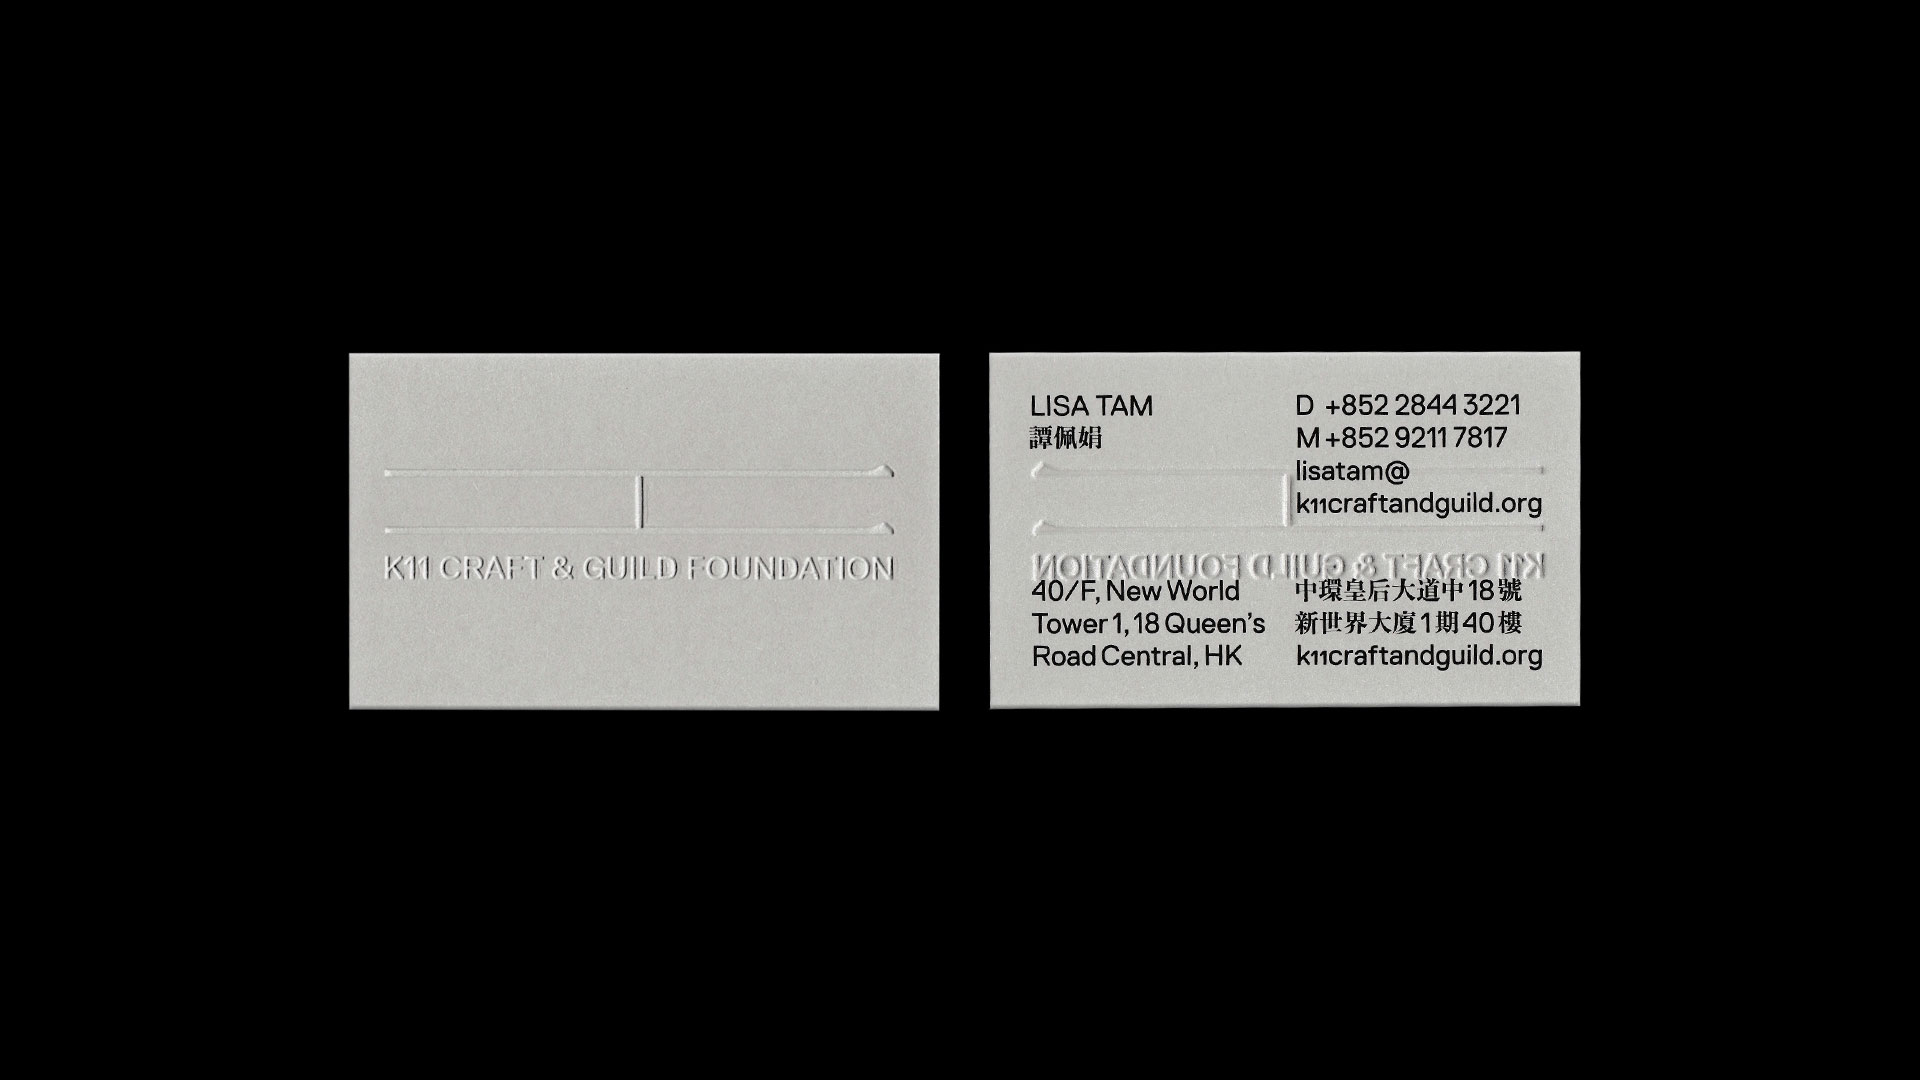 K11 CRAFT & GUILD FOUNDATION
LISA TAM
譚佩娟
D +852 2844 3221
M +852 9211 7817
lisatam@
k11craftandguild.org
K11 CRAFT & GUILD FOUNDATION
40/F, New World
Tower 1, 18 Queen’s
Road Central, HK
中環皇后大道中18號
新世界大廈1期40樓
k11craftandguild.org